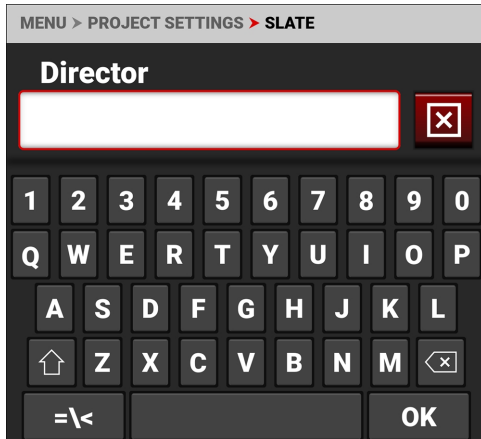 MENU > PROJECT SETTINGS > SLATE
Director
1 2 3 4 5 6 7 8 9 0
Q W E R T Y U I O P
A S D F G H J K L
Z X C V B N M
=\< OK